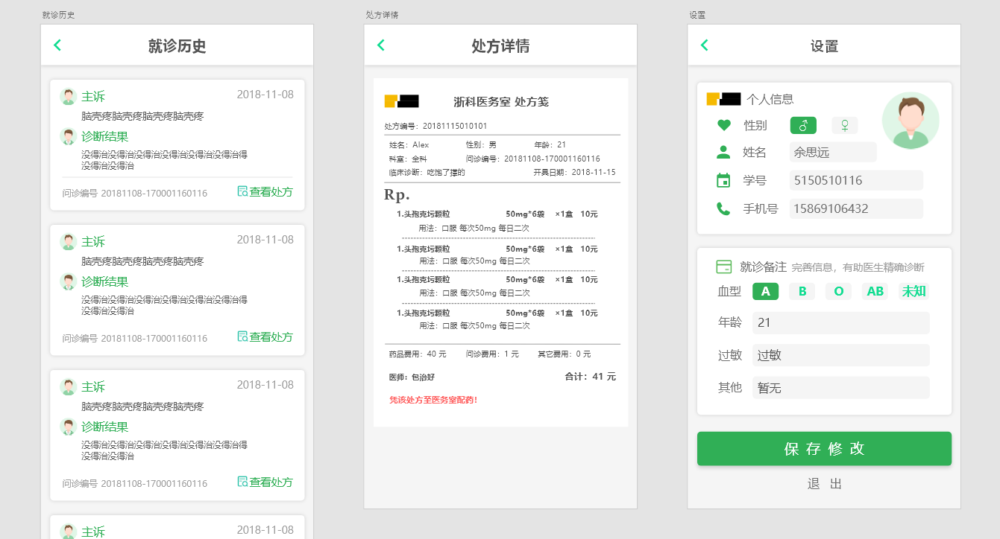 就诊历史
就诊历史
主诉
2018-11-08
脑壳疼脑壳疼脑壳疼脑壳疼
诊断结果
没得治没得治没得治没得治没得治没得治得
没得治没得治
问诊编号 20181108-170001160116
查看处方
主诉
2018-11-08
脑壳疼脑壳疼脑壳疼脑壳疼
诊断结果
没得治没得治没得治没得治没得治没得治得
没得治没得治
问诊编号 20181108-170001160116
查看处方
主诉
2018-11-08
脑壳疼脑壳疼脑壳疼脑壳疼
诊断结果
没得治没得治没得治没得治没得治没得治得
没得治没得治
问诊编号 20181108-170001160116
查看处方
主诉
2018-11-08
处方详情
处方详情
浙科医务室 处方笺
处方编号：20181115010101
姓名：Alex 性别：男 年龄：21
科室：全科 问诊编号：20181108-170001160116
临床诊断：吃饱了撑的 开具日期：2018-11-15
Rp.
1.头孢克圬颗粒 50mg*6袋 ×1盒 10元
用法：口服 每次50mg 每日二次
1.头孢克圬颗粒 50mg*6袋 ×1盒 10元
用法：口服 每次50mg 每日二次
1.头孢克圬颗粒 50mg*6袋 ×1盒 10元
用法：口服 每次50mg 每日二次
1.头孢克圬颗粒 50mg*6袋 ×1盒 10元
用法：口服 每次50mg 每日二次
药品费用：40 元 问诊费用：1 元 其它费用：0 元
医师：包治好 合计：41 元
凭该处方至医务室配药！
设置
设置
个人信息
性别 ♂ ♀
姓名 余思远
学号 5150510116
手机号 15869106432
就诊备注 完善信息，有助医生精确诊断
血型 A B O AB 未知
年龄 21
过敏 过敏
其他 暂无
保存修改
退 出